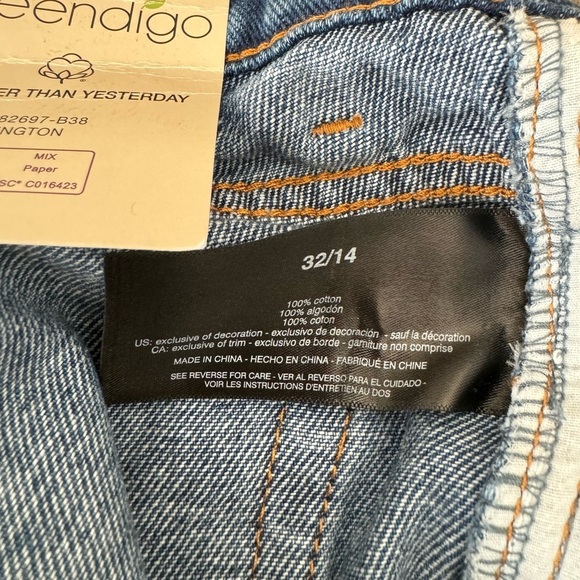 eendigo
ER THAN YESTERDAY
82697-B38
NGTON
MIX
Paper
SC® C016423
32/14
100% cotton
100% algodón
100% coton
US: exclusive of decoration - exclusivo de decoración - sauf la décoration
CA: exclusive of trim - exclusivo de borde - garniture non comprise
MADE IN CHINA - HECHO EN CHINA - FABRIQUÉ EN CHINE
SEE REVERSE FOR CARE - VER AL REVERSO PARA EL CUIDADO -
VOIR LES INSTRUCTIONS D'ENTRETIEN AU DOS